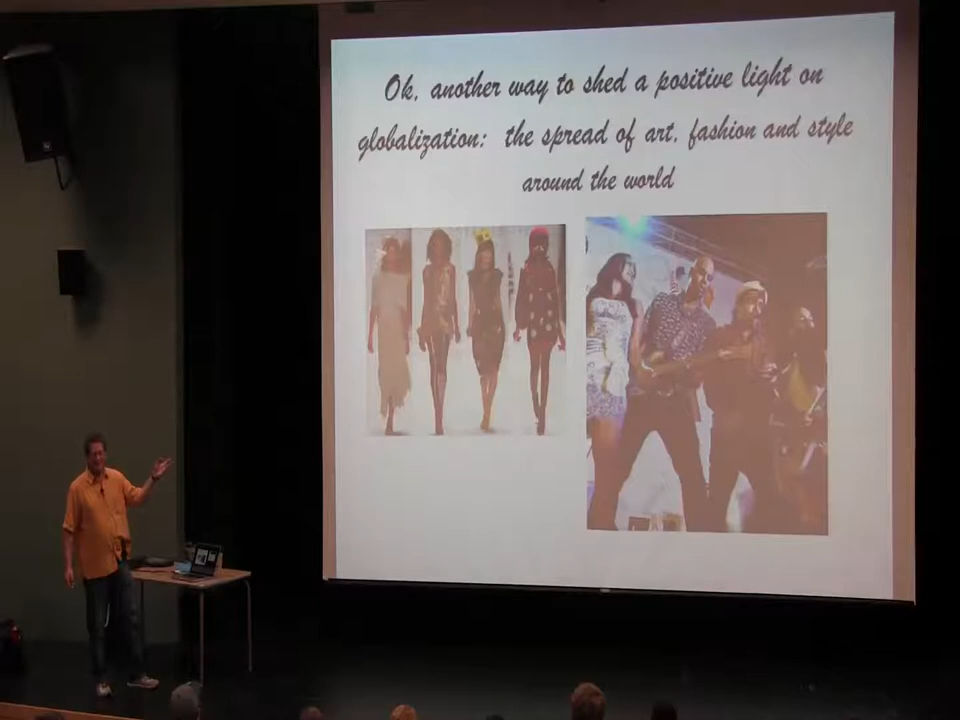 Ok, another way to shed a positive light on
globalization: the spread of art, fashion and style
around the world